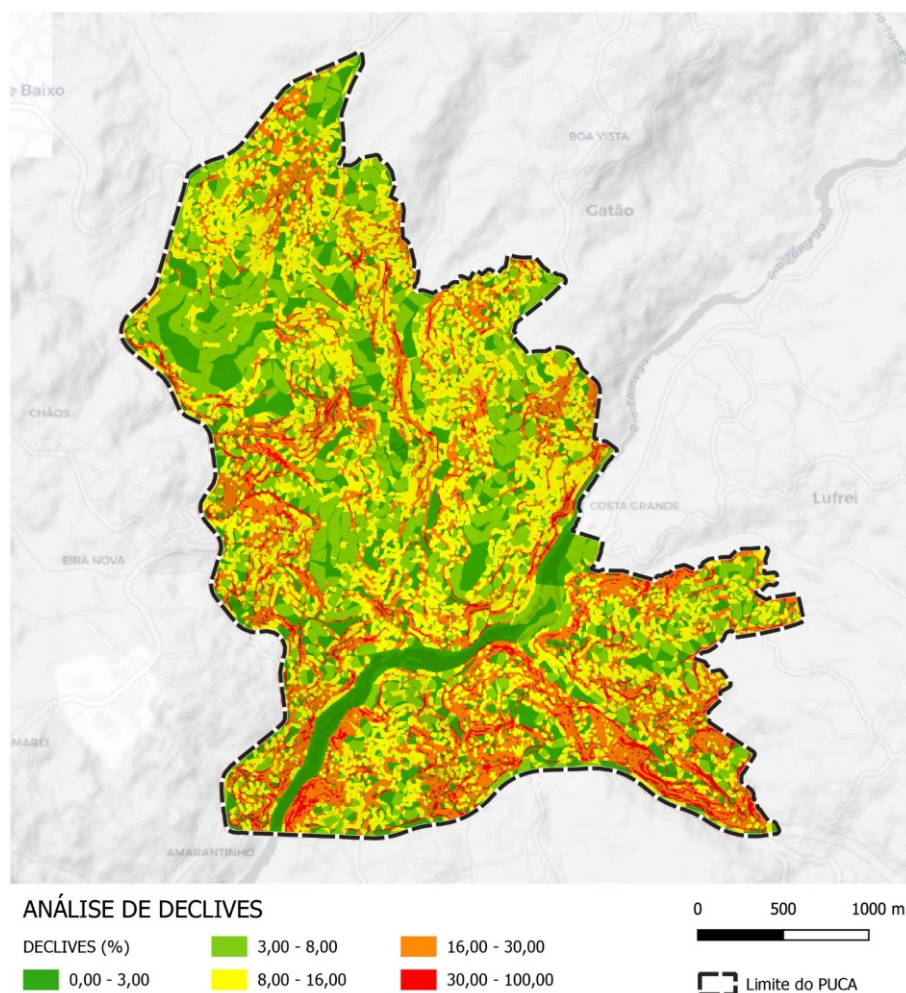 e Baixo
BOA VISTA
Gatão
Rio Tâmega
Rio Tâmega
CHÃOS
COSTA GRANDE
Lufrei
EIRA NOVA
MAREI
AMARANTINHO
ANÁLISE DE DECLIVES
DECLIVES (%)
0,00 - 3,00
3,00 - 8,00
8,00 - 16,00
16,00 - 30,00
30,00 - 100,00
0 500 1000 m
Limite do PUCA